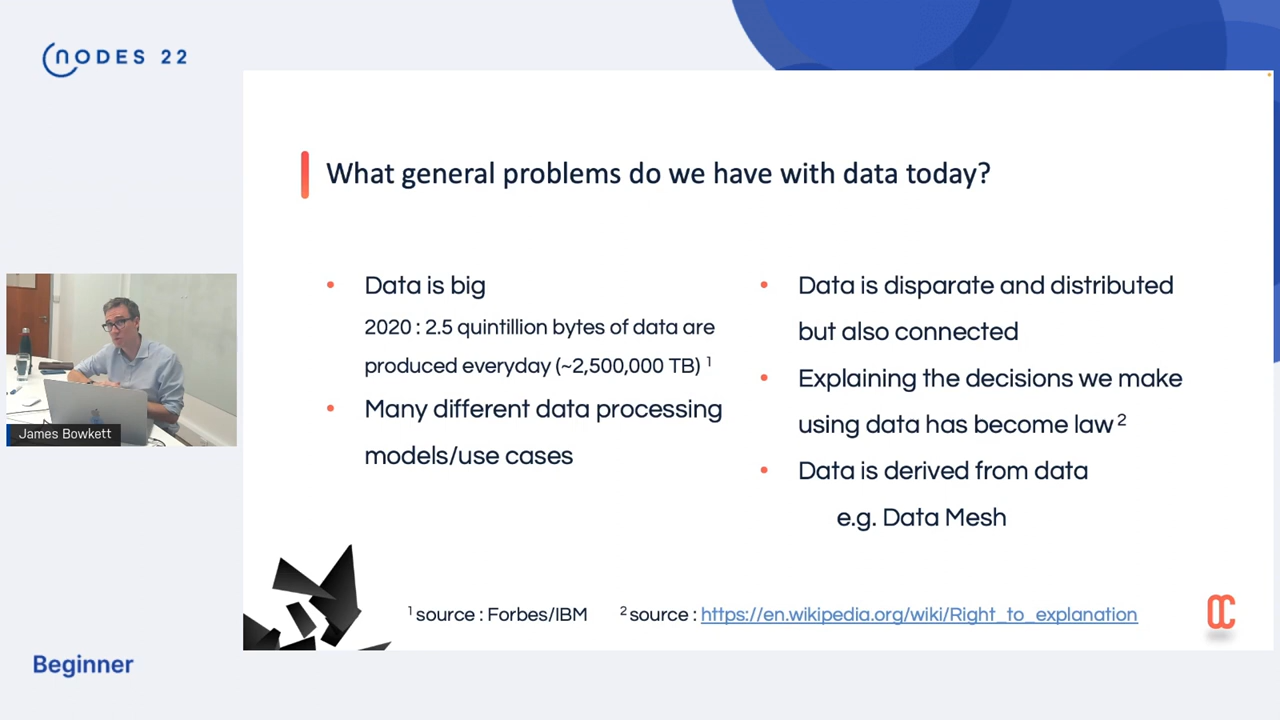 NODES 22
What general problems do we have with data today?
• Data is big
2020 : 2.5 quintillion bytes of data are
produced everyday (~2,500,000 TB) ¹
• Many different data processing
models/use cases
• Data is disparate and distributed
but also connected
• Explaining the decisions we make
using data has become law ²
• Data is derived from data
e.g. Data Mesh
¹ source : Forbes/IBM
² source : https://en.wikipedia.org/wiki/Right_to_explanation
James Bowkett
OC
Beginner